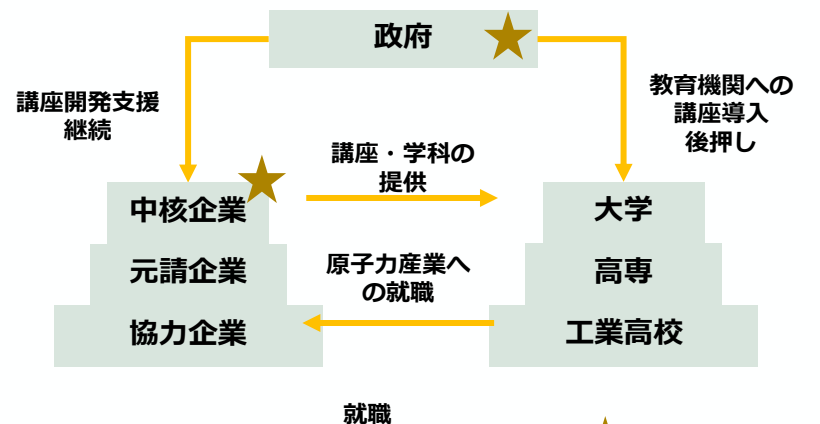 政府
講座開発支援
継続
教育機関への
講座導入
後押し
講座・学科の
提供
中核企業
大学
元請企業
原子力産業へ
の就職
高専
協力企業
工業高校
就職